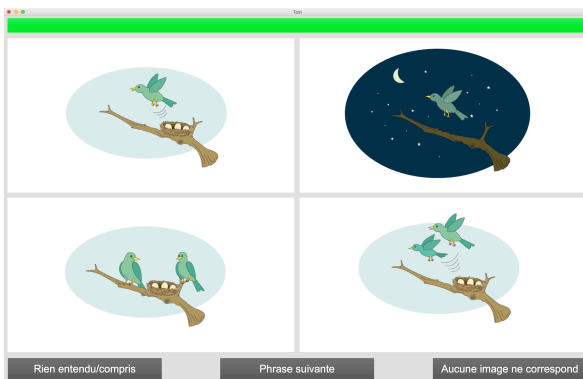 Test
Rien entendu/compris
Phrase suivante
Aucune image ne correspond